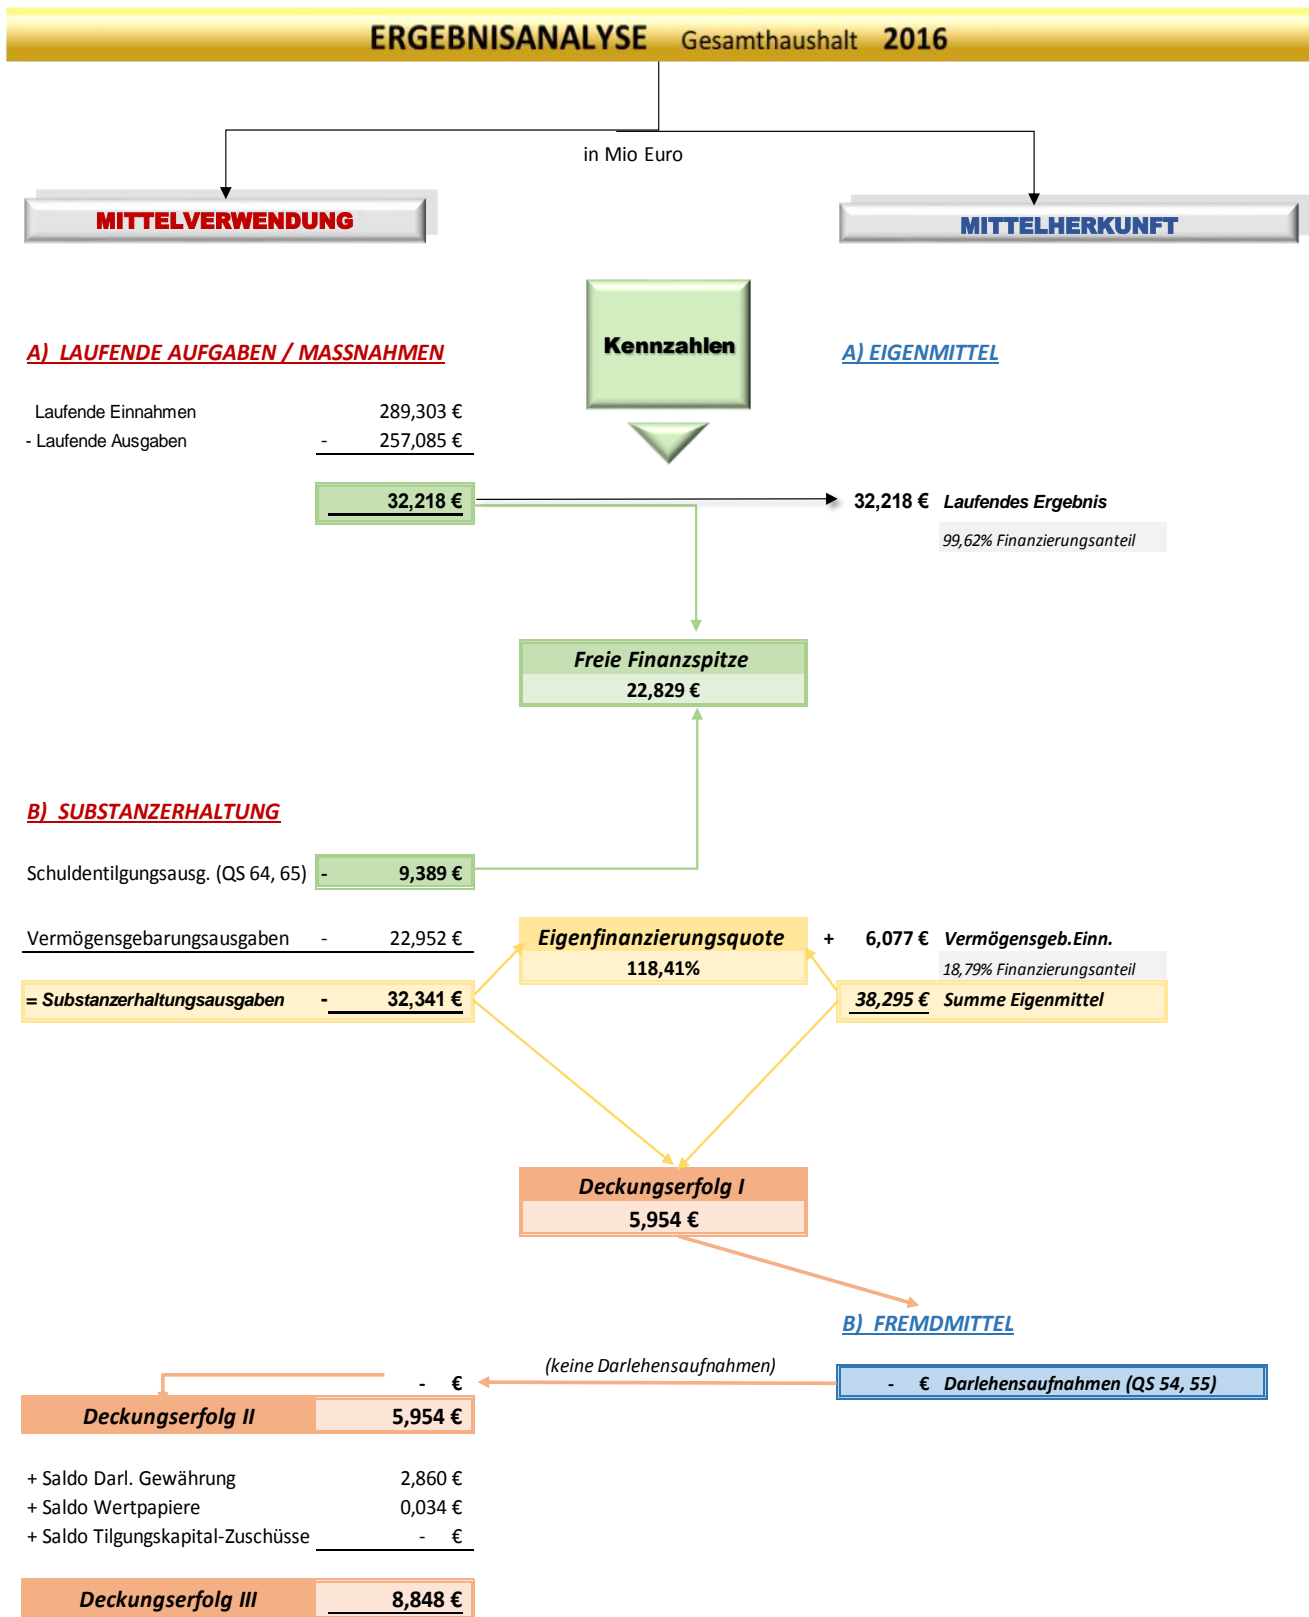 ERGEBNISANALYSE Gesamthaushalt 2016
in Mio Euro
MITTELVERWENDUNG
MITTELHERKUNFT
Kennzahlen
A) LAUFENDE AUFGABEN / MASSNAHMEN
A) EIGENMITTEL
Laufende Einnahmen 289,303 €
- Laufende Ausgaben - 257,085 €
32,218 €
32,218 € Laufendes Ergebnis
99,62% Finanzierungsanteil
Freie Finanzspitze
22,829 €
B) SUBSTANZERHALTUNG
Schuldentilgungsausg. (QS 64, 65) - 9,389 €
Vermögensgebarungsausgaben - 22,952 €
Eigenfinanzierungsquote
118,41%
+ 6,077 € Vermögensgeb.Einn.
18,79% Finanzierungsanteil
= Substanzerhaltungsausgaben - 32,341 €
38,295 € Summe Eigenmittel
Deckungserfolg I
5,954 €
B) FREMDMITTEL
(keine Darlehensaufnahmen)
- €
- € Darlehensaufnahmen (QS 54, 55)
Deckungserfolg II 5,954 €
+ Saldo Darl. Gewährung 2,860 €
+ Saldo Wertpapiere 0,034 €
+ Saldo Tilgungskapital-Zuschüsse - €
Deckungserfolg III 8,848 €